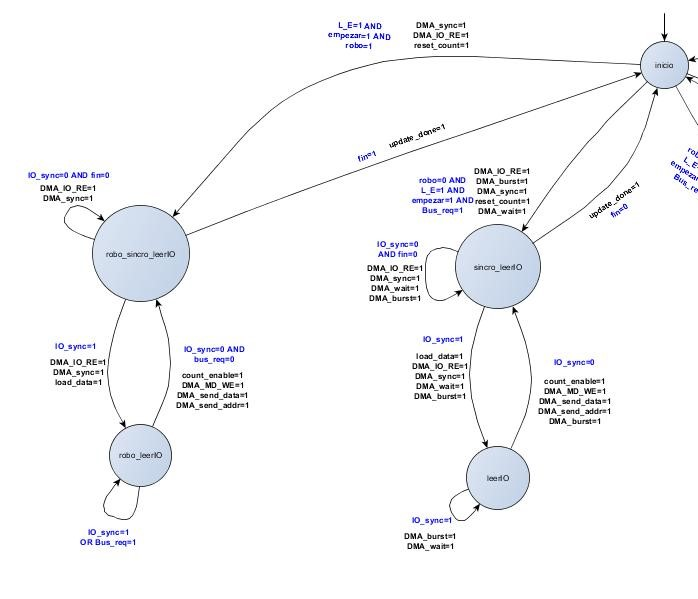 L_E=1 AND
empezar=1 AND
robo=1
DMA_sync=1
DMA_IO_RE=1
reset_count=1
inicio
fin=1
update_done=1
IO_sync=0 AND fin=0
DMA_IO_RE=1
DMA_sync=1
robo_sincro_leerIO
robo=0 AND
L_E=1 AND
empezar=1 AND
Bus_req=1
DMA_IO_RE=1
DMA_burst=1
DMA_sync=1
reset_count=1
DMA_wait=1
update_done=1
fin=0
IO_sync=0
AND fin=0
DMA_IO_RE=1
DMA_sync=1
DMA_wait=1
DMA_burst=1
sincro_leerIO
IO_sync=1
DMA_IO_RE=1
DMA_sync=1
load_data=1
IO_sync=0 AND
bus_req=0
count_enable=1
DMA_MD_WE=1
DMA_send_data=1
DMA_send_addr=1
IO_sync=1
load_data=1
DMA_IO_RE=1
DMA_sync=1
DMA_wait=1
DMA_burst=1
IO_sync=0
count_enable=1
DMA_MD_WE=1
DMA_send_data=1
DMA_send_addr=1
DMA_burst=1
robo_leerIO
IO_sync=1
OR Bus_req=1
leerIO
IO_sync=1
DMA_burst=1
DMA_wait=1